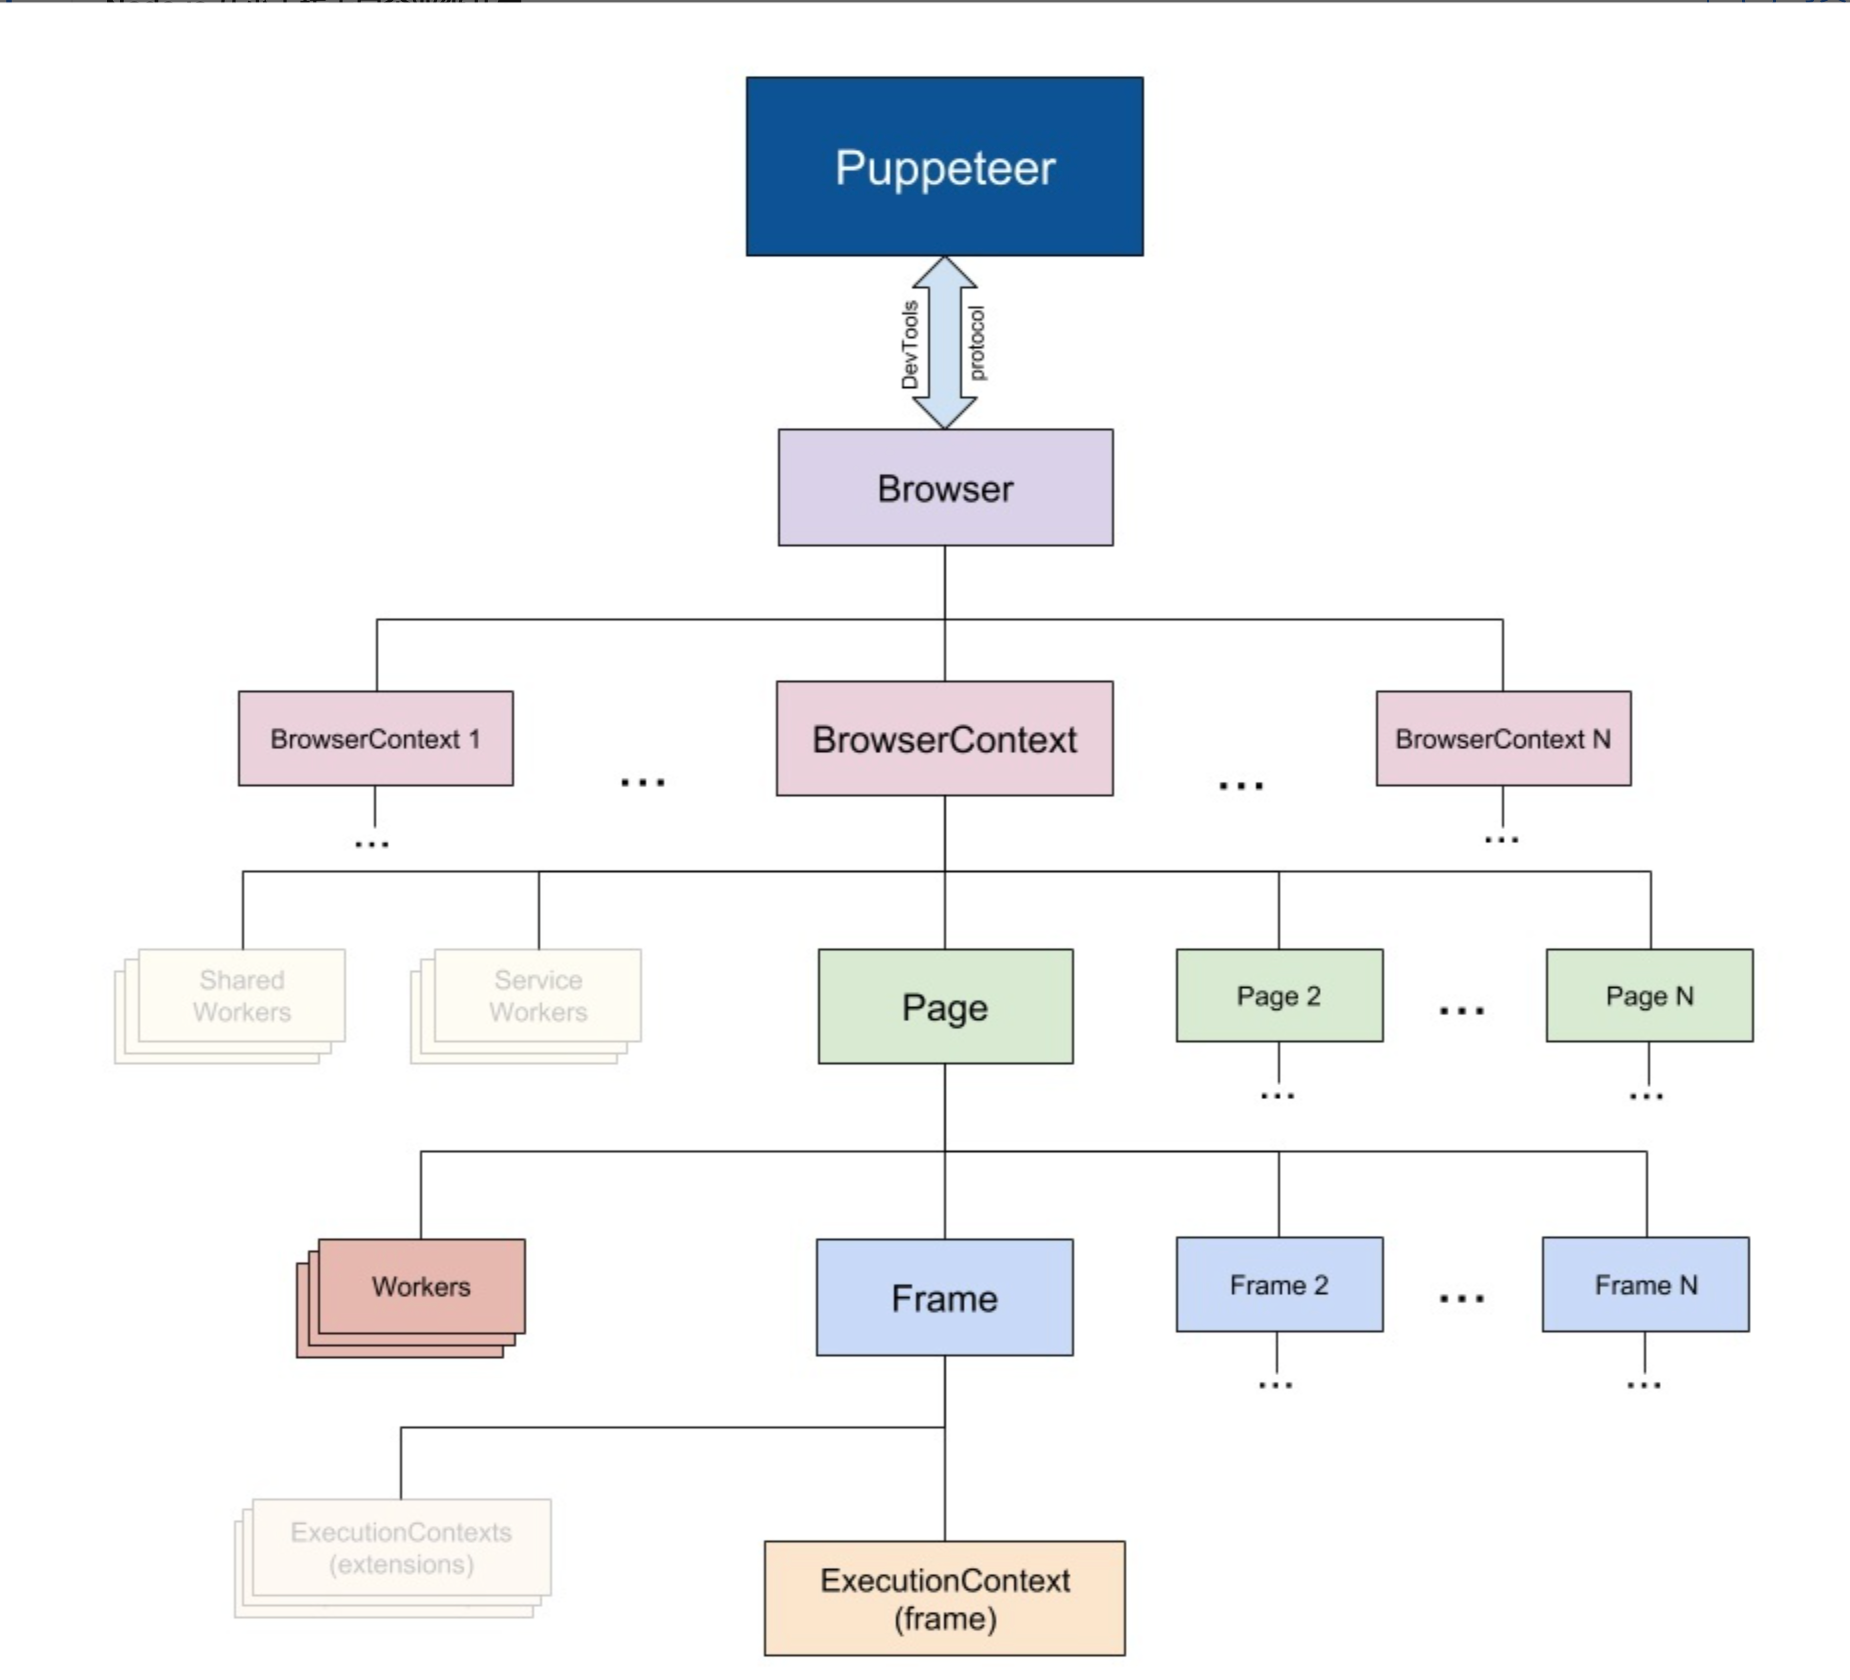 Puppeteer
DevTools
protocol
Browser
BrowserContext 1
...
BrowserContext
...
BrowserContext N
...
...
Shared
Workers
Service
Workers
Page
Page 2
...
Page N
...
...
Workers
Frame
Frame 2
...
Frame N
...
...
ExecutionContexts
(extensions)
ExecutionContext
(frame)